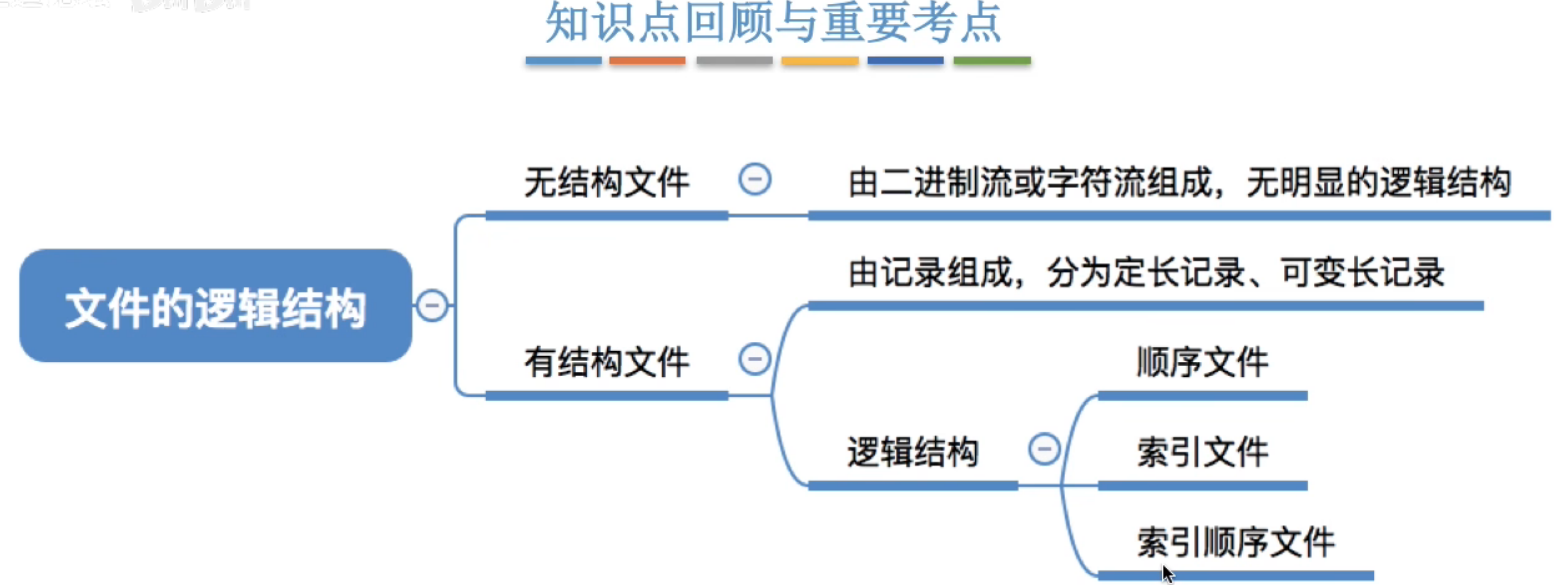 知识点回顾与重要考点
无结构文件
由二进制流或字符流组成，无明显的逻辑结构
文件的逻辑结构
由记录组成，分为定长记录、可变长记录
有结构文件
顺序文件
逻辑结构
索引文件
索引顺序文件